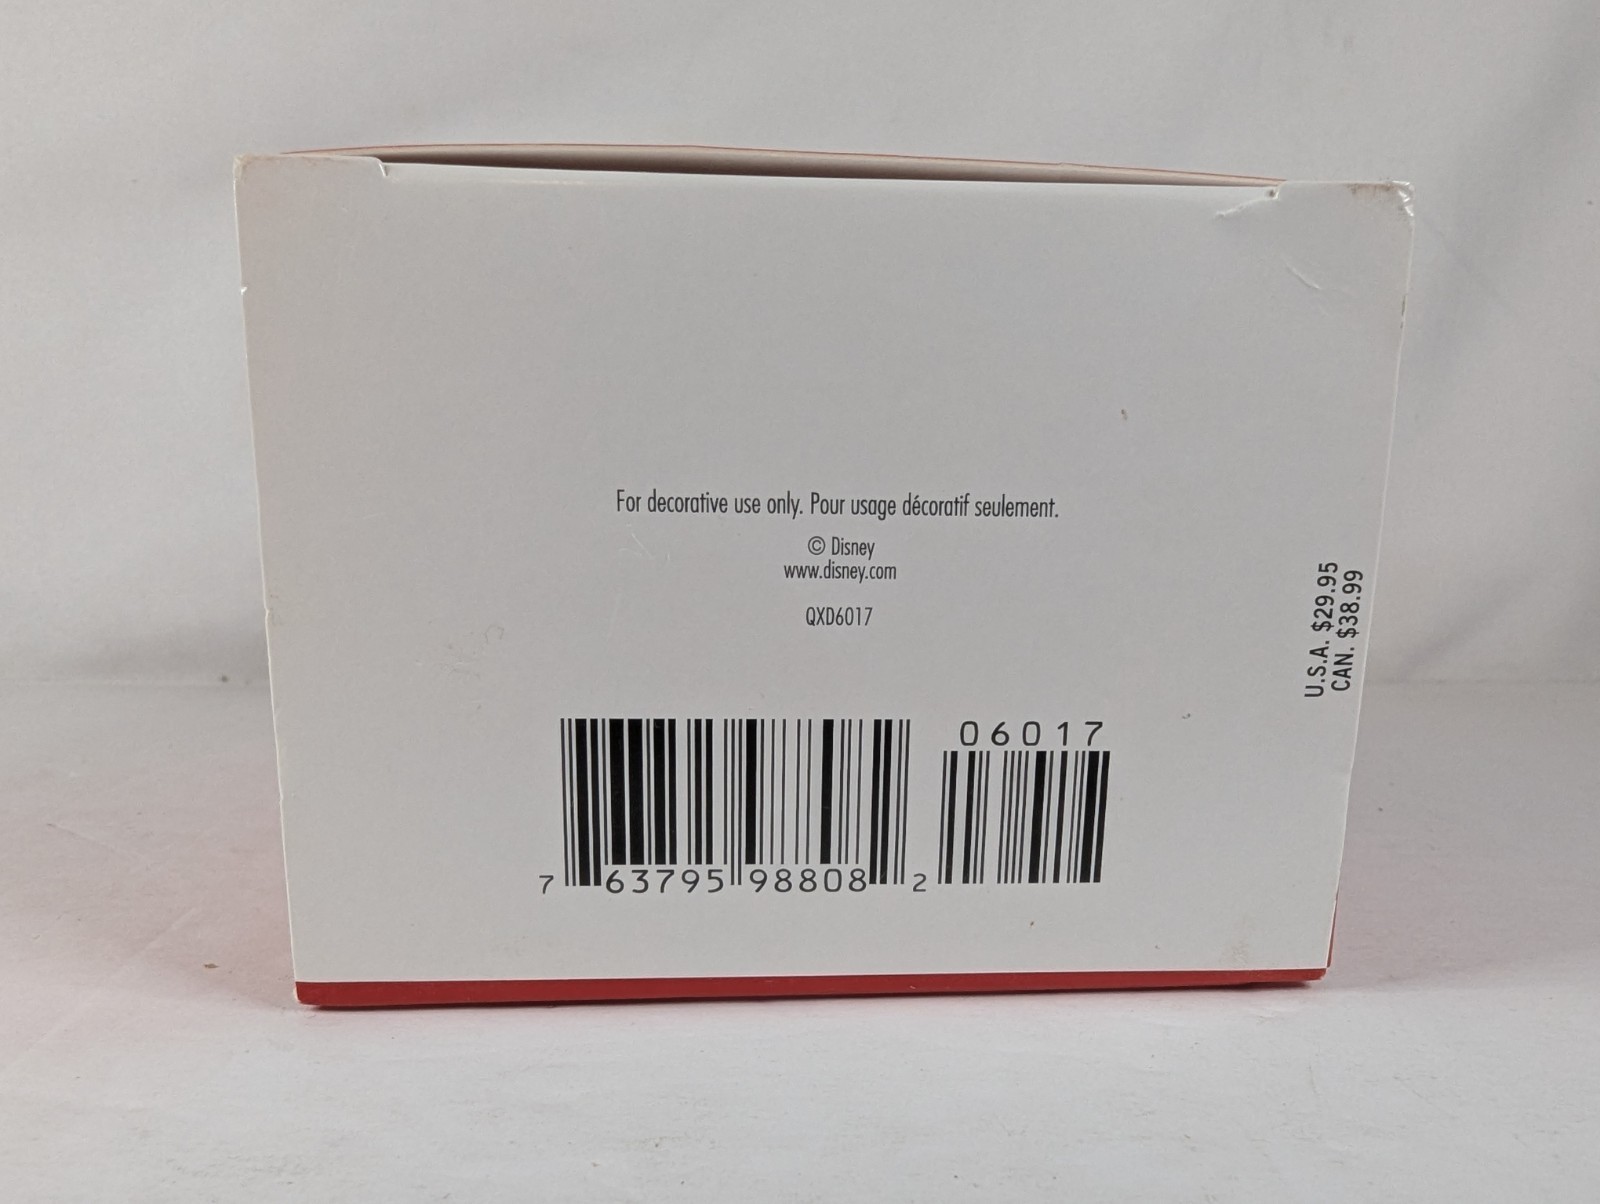 For decorative use only. Pour usage décoratif seulement.
© Disney
www.disney.com
QXD6017
U.S.A. $29.95
CAN. $38.99
06017
7 63795 98808 2